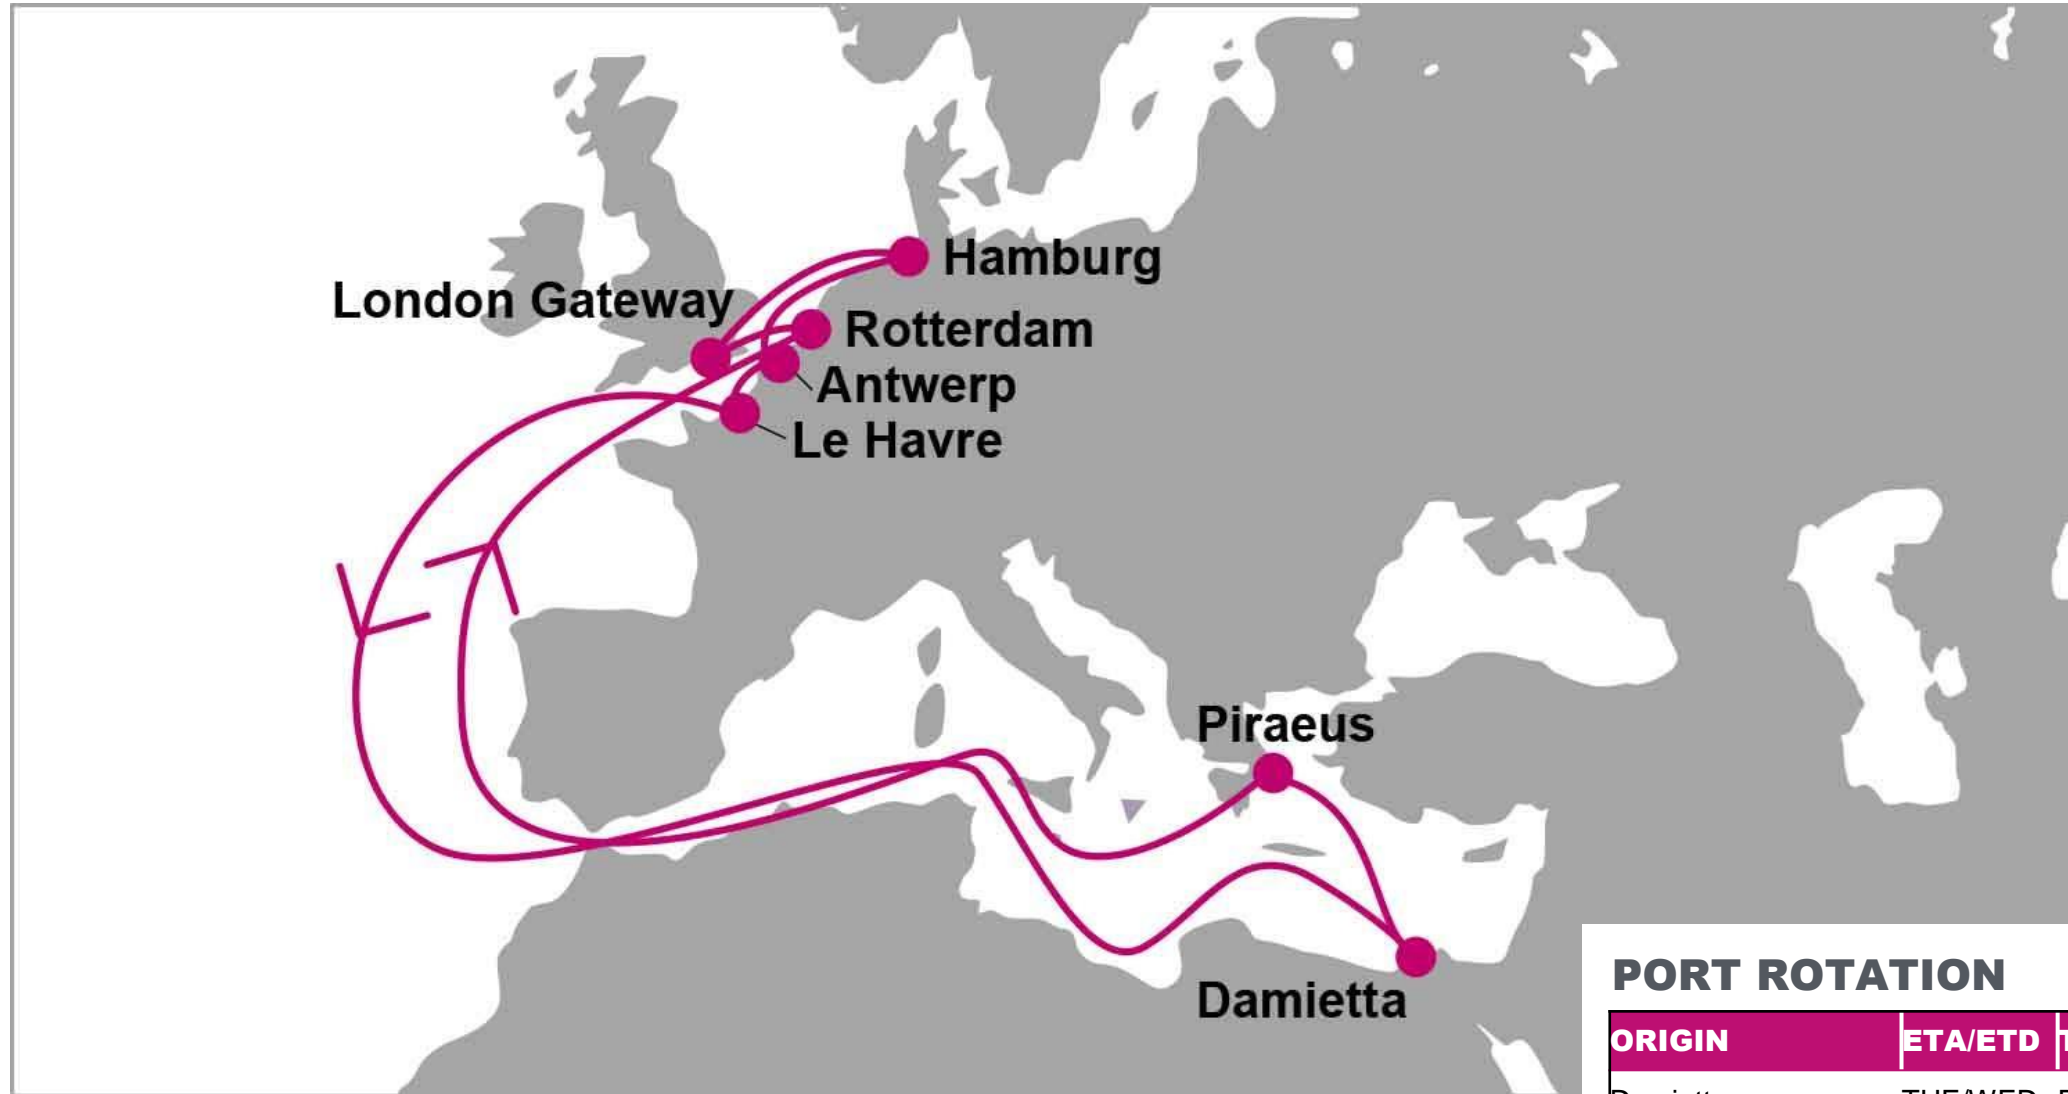 Hamburg
London Gateway
Rotterdam
Antwerp
Le Havre
Piraeus
Damietta
PORT ROTATION
ORIGIN ETA/ETD